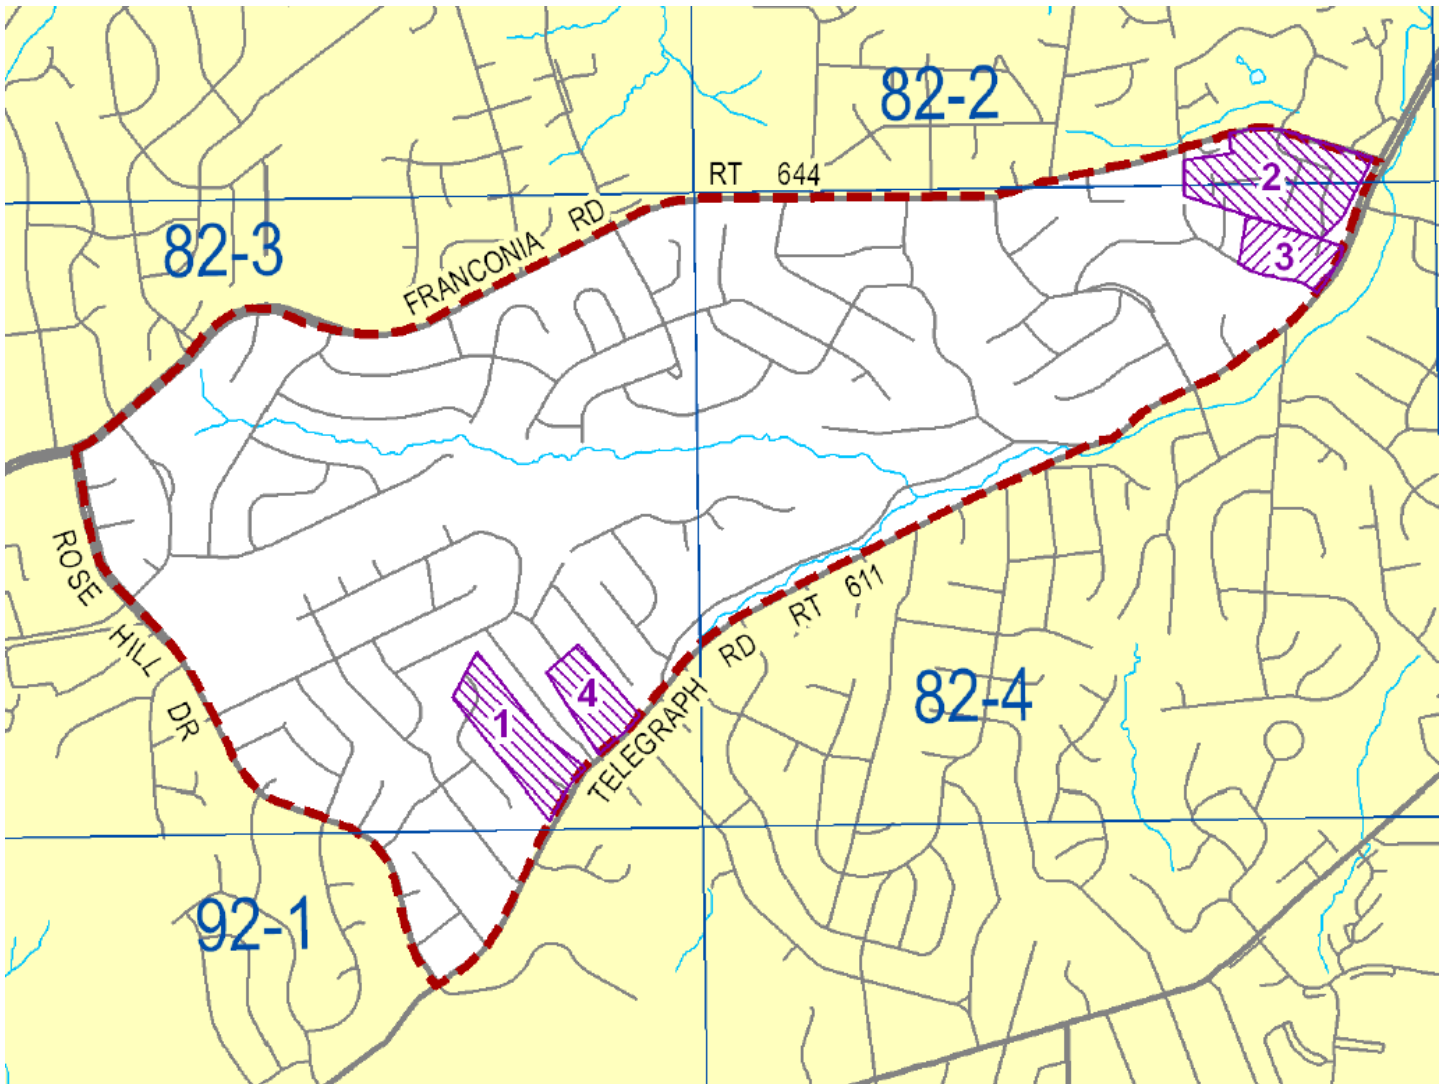 82-2
RT 644
2
FRANCONIA RD
82-3
3
ROSE HILL DR
RT 611
TELEGRAPH RD
82-4
4
1
92-1